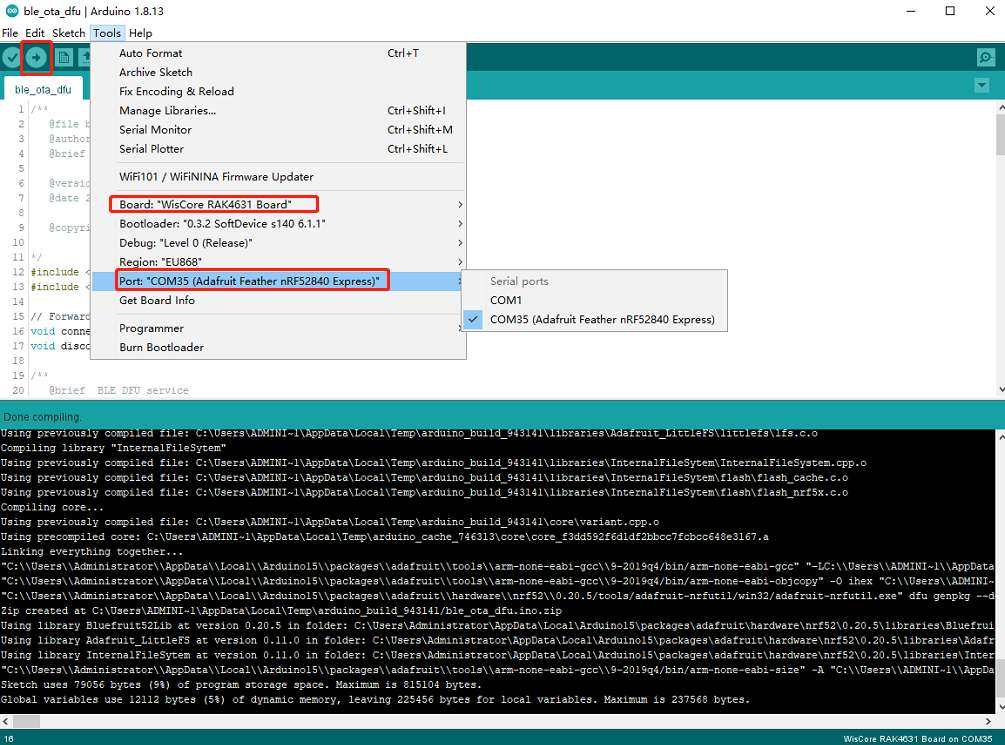 ble_ota_dfu | Arduino 1.8.13
File Edit Sketch Tools Help
Auto Format Ctrl+T
Archive Sketch
Fix Encoding & Reload
Manage Libraries... Ctrl+Shift+I
Serial Monitor Ctrl+Shift+M
Serial Plotter Ctrl+Shift+L
WiFi101 / WiFiNINA Firmware Updater
Board: "WisCore RAK4631 Board"
Bootloader: "0.3.2 SoftDevice s140 6.1.1"
Debug: "Level 0 (Release)"
Region: "EU868"
Port: "COM35 (Adafruit Feather nRF52840 Express)"
Get Board Info
Programmer
Burn Bootloader
Serial ports
COM1
COM35 (Adafruit Feather nRF52840 Express)
ble_ota_dfu
1 /**
2 @file b
3 @author
4 @brief
5
6 @versio
7 @date 2
8
9 @copyri
10
11 */
12 #include <
13 #include <
14
15 // Forward
16 void conne
17 void disco
18
19 /**
20 @brief BLE DFU service
Done compiling.
Using previously compiled file: C:\Users\ADMINI~1\AppData\Local\Temp\arduino_build_943141\libraries\Adafruit_LittleFS\littlefs\lfs.c.o
Compiling library "InternalFileSytem"
Using previously compiled file: C:\Users\ADMINI~1\AppData\Local\Temp\arduino_build_943141\libraries\InternalFileSytem\InternalFileSystem.cpp.o
Using previously compiled file: C:\Users\ADMINI~1\AppData\Local\Temp\arduino_build_943141\libraries\InternalFileSytem\flash\flash_cache.c.o
Using previously compiled file: C:\Users\ADMINI~1\AppData\Local\Temp\arduino_build_943141\libraries\InternalFileSytem\flash\flash_nrf5x.c.o
Compiling core...
Using previously compiled file: C:\Users\ADMINI~1\AppData\Local\Temp\arduino_build_943141\core\variant.cpp.o
Using precompiled core: C:\Users\ADMINI~1\AppData\Local\Temp\arduino_cache_746313\core\core_f3dd592f6d1df2bbcc7fcbcc648e3167.a
Linking everything together...
"C:\\Users\\Administrator\\AppData\\Local\\Arduino15\\packages\\adafruit\\tools\\arm-none-eabi-gcc\\9-2019q4/bin/arm-none-eabi-gcc" "-LC:\\Users\\ADMINI~1\\AppData
"C:\\Users\\Administrator\\AppData\\Local\\Arduino15\\packages\\adafruit\\tools\\arm-none-eabi-gcc\\9-2019q4/bin/arm-none-eabi-objcopy" -O ihex "C:\\Users\\ADMINI~
"C:\\Users\\Administrator\\AppData\\Local\\Arduino15\\packages\\adafruit\\hardware\\nrf52\\0.20.5/tools/adafruit-nrfutil/win32/adafruit-nrfutil.exe" dfu genpkg --d
Zip created at C:\Users\ADMINI~1\AppData\Local\Temp\arduino_build_943141/ble_ota_dfu.ino.zip
Using library Bluefruit52Lib at version 0.20.5 in folder: C:\Users\Administrator\AppData\Local\Arduino15\packages\adafruit\hardware\nrf52\0.20.5\libraries\Bluefrui
Using library Adafruit_LittleFS at version 0.11.0 in folder: C:\Users\Administrator\AppData\Local\Arduino15\packages\adafruit\hardware\nrf52\0.20.5\libraries\Adafr
Using library InternalFileSytem at version 0.11.0 in folder: C:\Users\Administrator\AppData\Local\Arduino15\packages\adafruit\hardware\nrf52\0.20.5\libraries\Inter
"C:\\Users\\Administrator\\AppData\\Local\\Arduino15\\packages\\adafruit\\tools\\arm-none-eabi-gcc\\9-2019q4/bin/arm-none-eabi-size" -A "C:\\Users\\ADMINI~1\\AppDa
Sketch uses 79056 bytes (9%) of program storage space. Maximum is 815104 bytes.
Global variables use 12112 bytes (5%) of dynamic memory, leaving 225456 bytes for local variables. Maximum is 237568 bytes.
16 WisCore RAK4631 Board on COM35